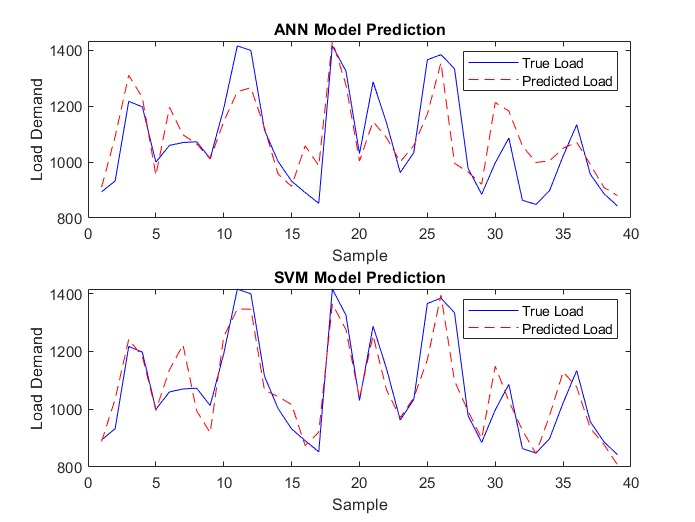 ANN Model Prediction
1400
1200
1000
800
Load Demand
True Load
Predicted Load
0 5 10 15 20 25 30 35 40
Sample
SVM Model Prediction
1400
1200
1000
800
Load Demand
True Load
Predicted Load
0 5 10 15 20 25 30 35 40
Sample